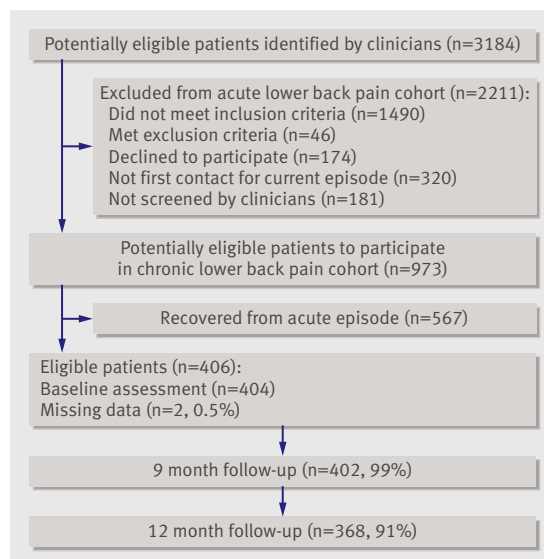 Potentially eligible patients identified by clinicians (n=3184)
Excluded from acute lower back pain cohort (n=2211):
Did not meet inclusion criteria (n=1490)
Met exclusion criteria (n=46)
Declined to participate (n=174)
Not first contact for current episode (n=320)
Not screened by clinicians (n=181)
Potentially eligible patients to participate
in chronic lower back pain cohort (n=973)
Recovered from acute episode (n=567)
Eligible patients (n=406):
Baseline assessment (n=404)
Missing data (n=2, 0.5%)
9 month follow-up (n=402, 99%)
12 month follow-up (n=368, 91%)